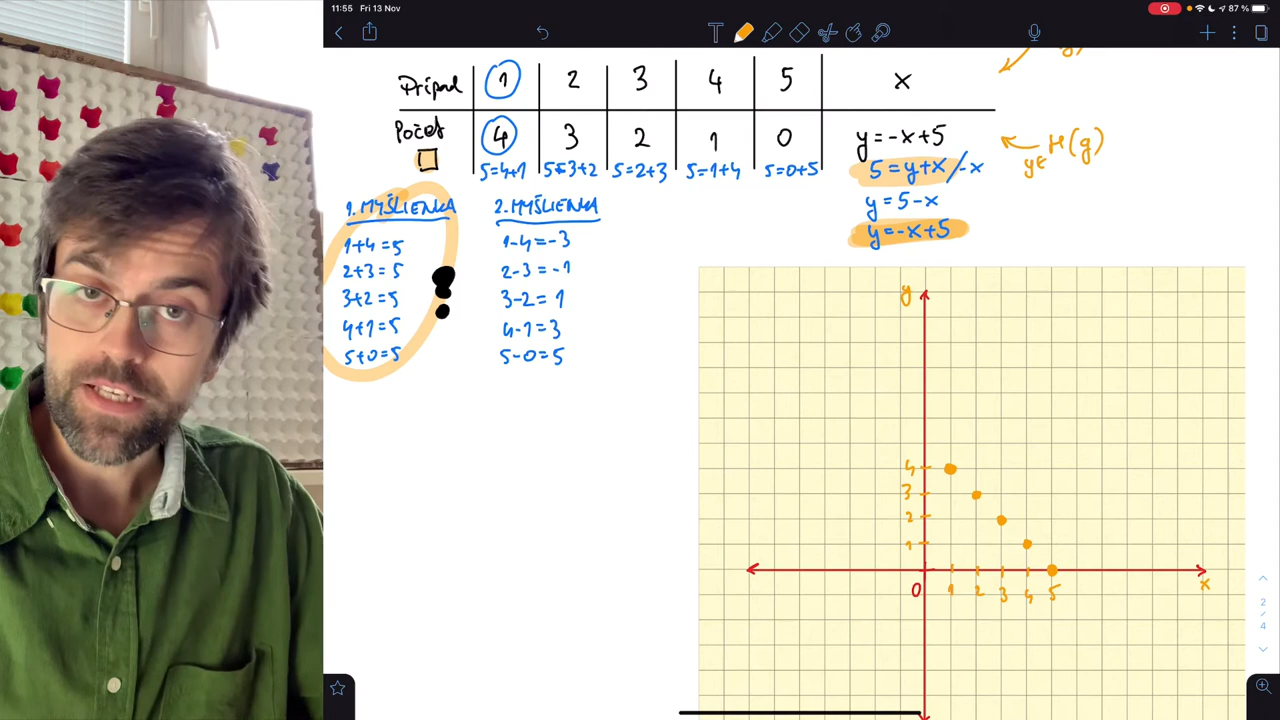 11:55 Fri 13 Nov
87 %
T
Prípad 1 2 3 4 5 x
Počet 4 3 2 1 0 y=-x+5
5=4+1 5=3+2 5=2+3 5=1+4 5=0+5 5=y+x/-x
y∈ H(g)
y=5-x
y=-x+5
1. MYŠLIENKA
1+4=5
2+3=5
3+2=5
4+1=5
5+0=5
2. MYŠLIENKA
1-4=-3
2-3=-1
3-2=1
4-1=3
5-0=5
y
4
3
2
1
0 1 2 3 4 5 x
2
/
4